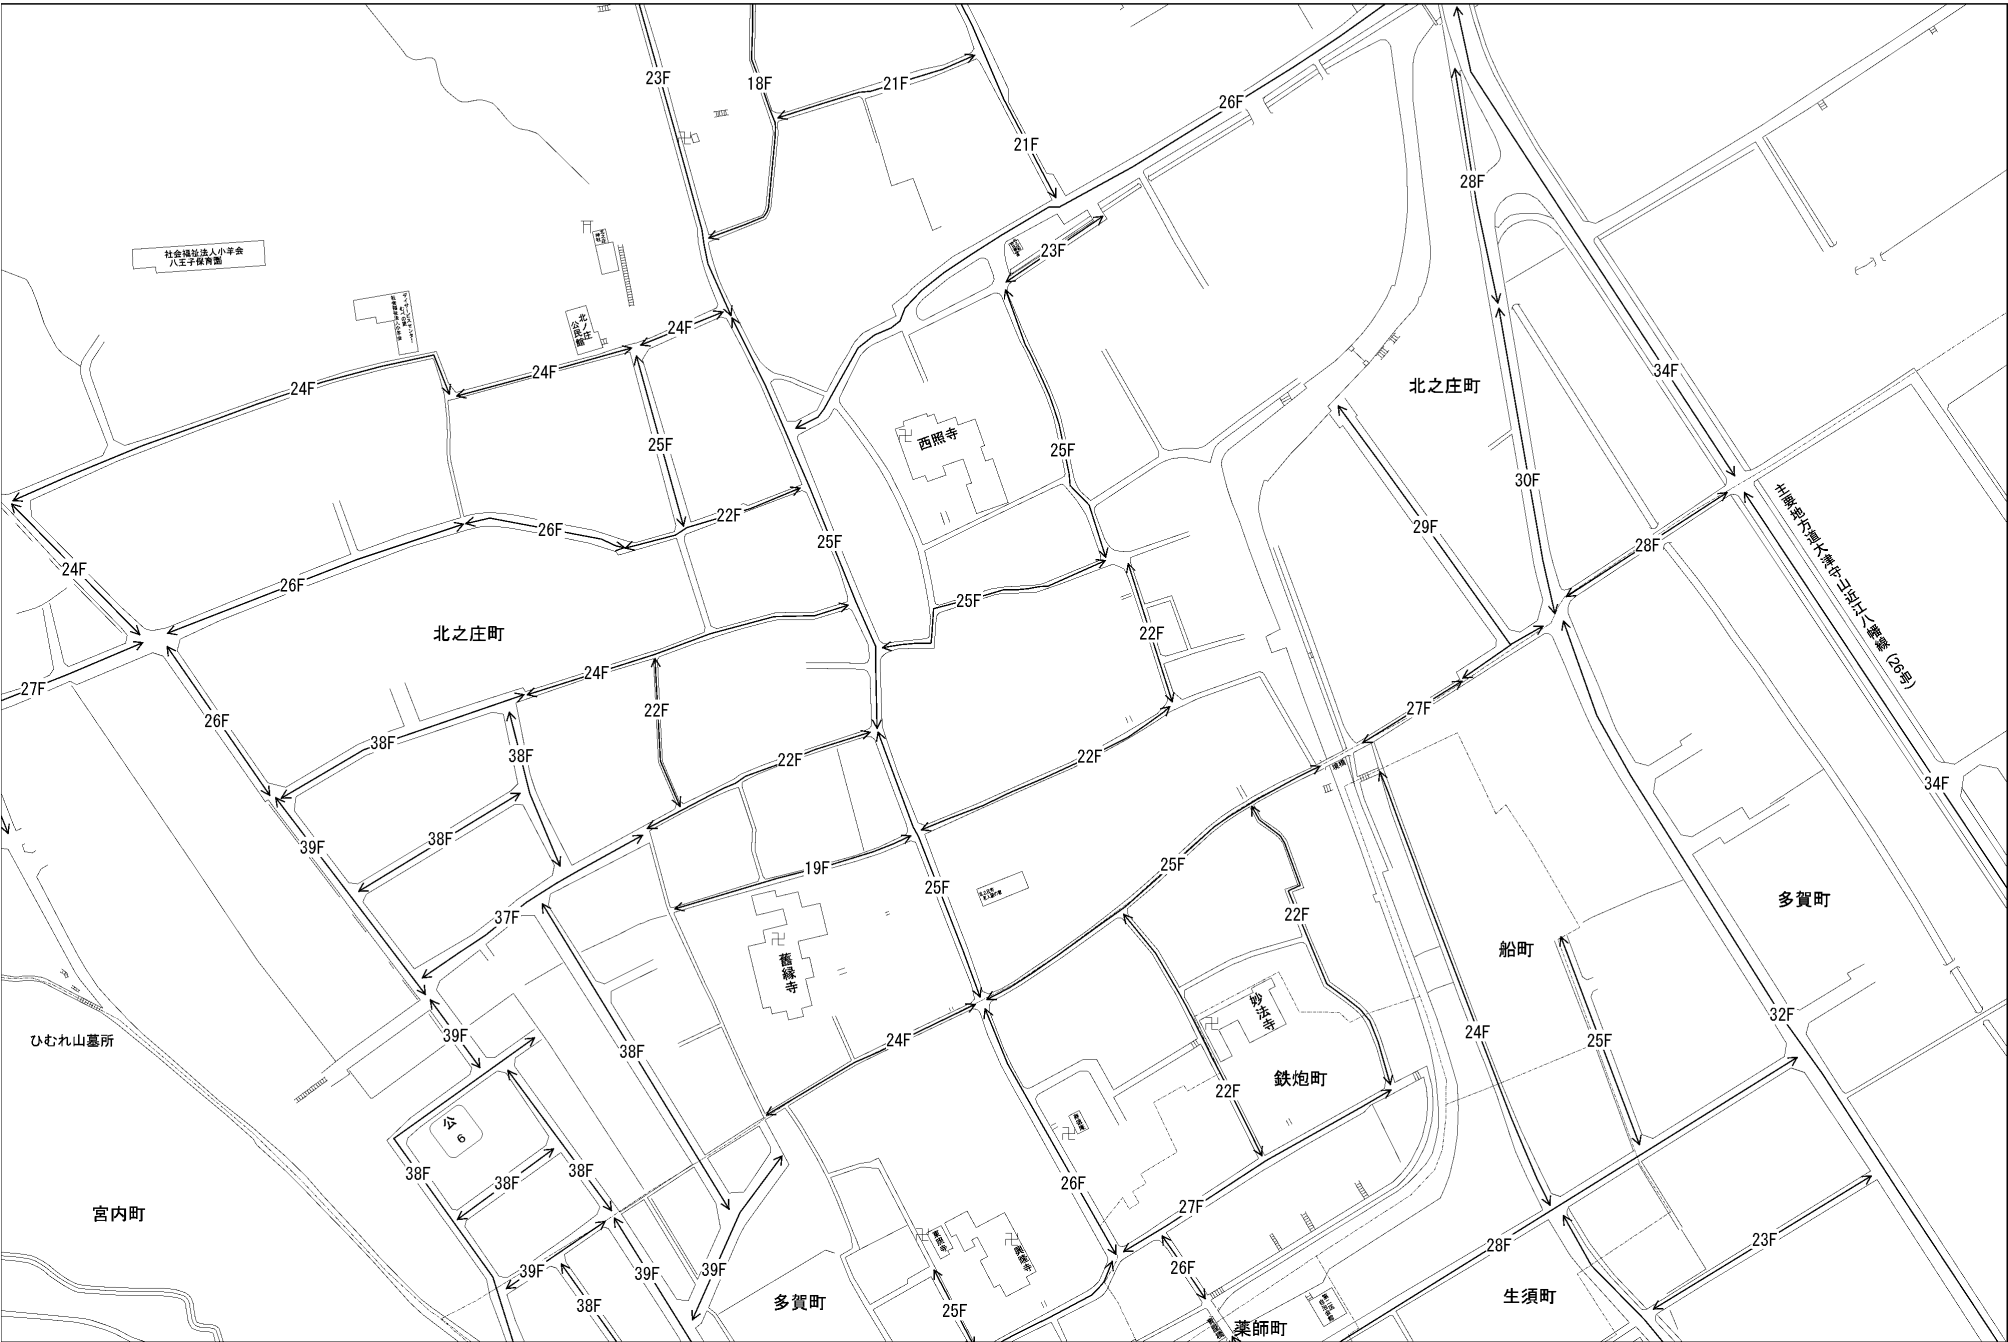 23F
18F
21F
26F
21F
28F
社会福祉法人小羊会
八王子保育園
23F
24F
北ノ庄
公民館
24F
24F
34F
北之庄町
25F
西照寺
25F
30F
22F
26F
25F
29F
28F
主要地方道大津守山近江八幡線(26号)
24F
26F
25F
北之庄町
22F
24F
27F
22F
26F
27F
38F
38F
22F
22F
34F
38F
39F
19F
25F
25F
22F
多賀町
37F
船町
舊縁寺
妙法寺
32F
24F
25F
39F
38F
24F
ひむれ山墓所
鉄炮町
22F
公
6
38F
38F
38F
26F
27F
宮内町
東照寺
28F
23F
39F
39F
39F
26F
38F
25F
多賀町
生須町
薬師町